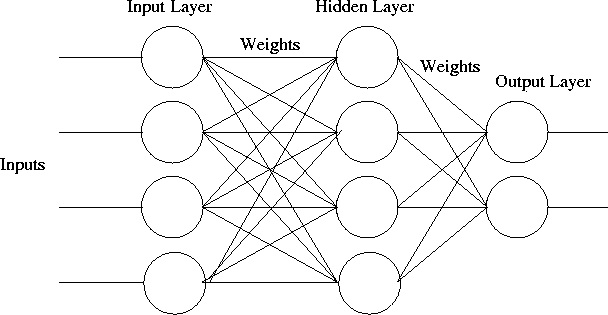 Input Layer
Hidden Layer
Weights
Weights
Output Layer
Inputs